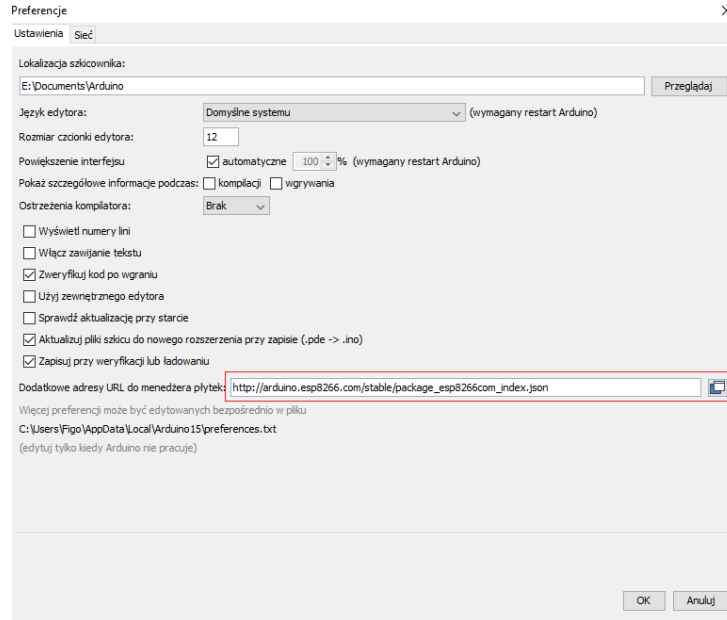 Preferencje
Ustawienia Sieć
Lokalizacja szkicownika:
E:\Documents\Arduino Przeglądaj
Język edytora: Domyślne systemu (wymagany restart Arduino)
Rozmiar czcionki edytora: 12
Powiększenie interfejsu automatyczne 100 % (wymagany restart Arduino)
Pokaż szczegółowe informacje podczas: kompilacji wgrywania
Ostrzeżenia kompilatora: Brak
Wyświetl numery lini
Włącz zawijanie tekstu
Zweryfikuj kod po wgraniu
Użyj zewnętrznego edytora
Sprawdź aktualizację przy starcie
Aktualizuj pliki szkicu do nowego rozszerzenia przy zapisie (.pde -> .ino)
Zapisuj przy weryfikacji lub ładowaniu
Dodatkowe adresy URL do menedżera płytek: http://arduino.esp8266.com/stable/package_esp8266com_index.json
Więcej preferencji może być edytowanych bezpośrednio w pliku
C:\Users\Figo\AppData\Local\Arduino15\preferences.txt
(edytuj tylko kiedy Arduino nie pracuje)
OK Anuluj